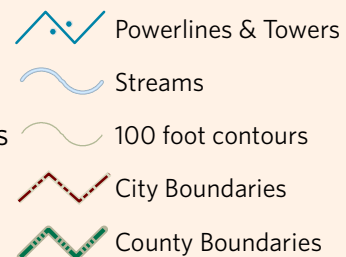 Powerlines & Towers
Streams
s 100 foot contours
City Boundaries
County Boundaries